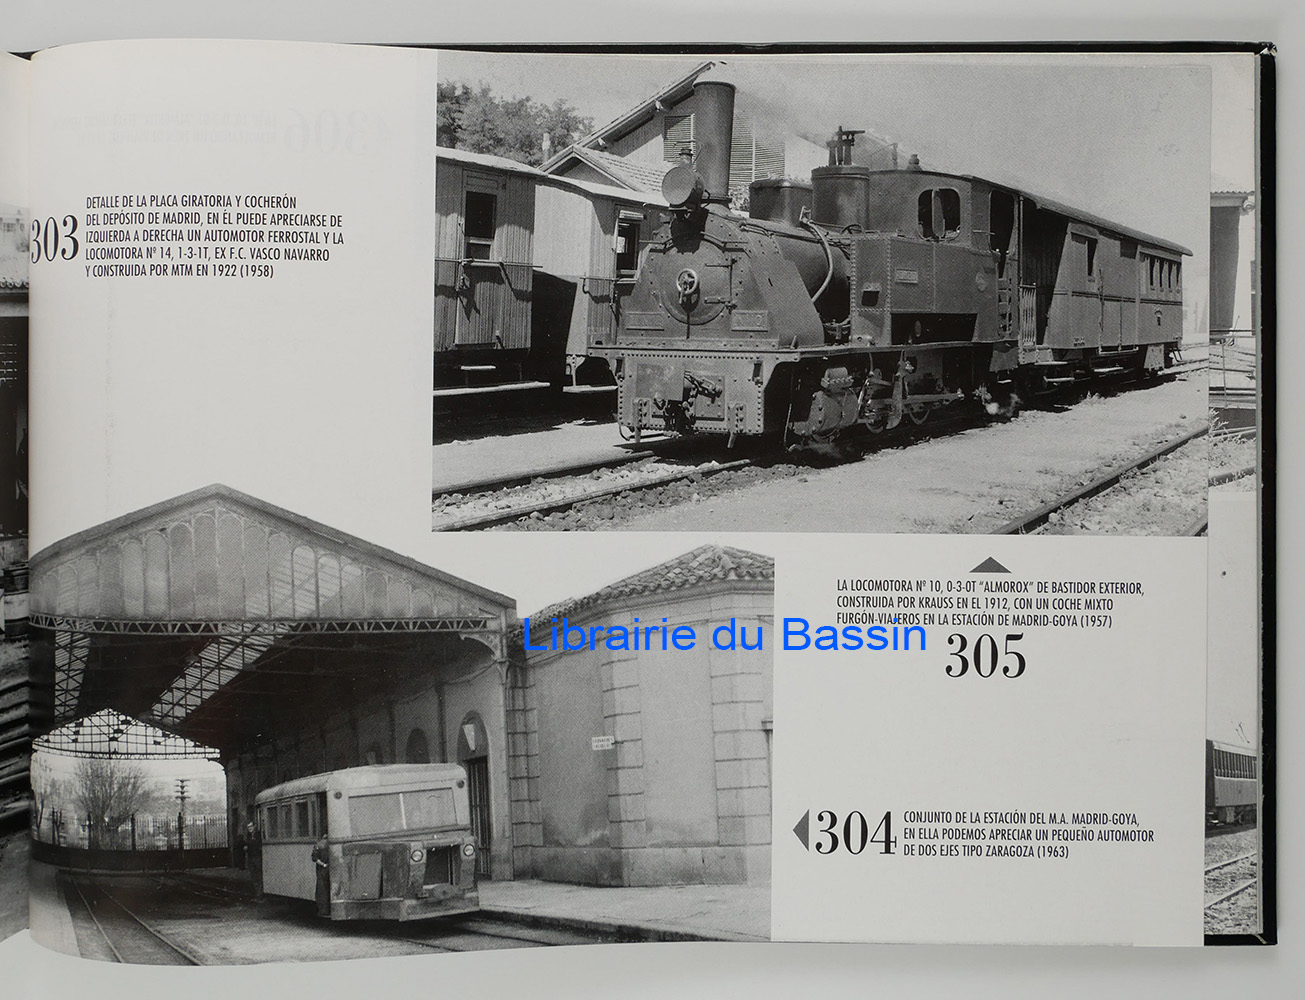 303
DETALLE DE LA PLACA GIRATORIA Y COCHERÓN
DEL DEPÓSITO DE MADRID, EN ÉL PUEDE APRECIARSE DE
IZQUIERDA A DERECHA UN AUTOMOTOR FERROSTAL Y LA
LOCOMOTORA Nº 14, 1-3-1T, EX F.C. VASCO NAVARRO
Y CONSTRUIDA POR MTM EN 1922 (1958)
LA LOCOMOTORA Nº 10, 0-3-0T “ALMOROX” DE BASTIDOR EXTERIOR,
CONSTRUIDA POR KRAUSS EN EL 1912, CON UN COCHE MIXTO
FURGÓN-VIAJEROS EN LA ESTACIÓN DE MADRID-GOYA (1957)
305
Librairie du Bassin
304
CONJUNTO DE LA ESTACIÓN DEL M.A. MADRID-GOYA,
EN ELLA PODEMOS APRECIAR UN PEQUEÑO AUTOMOTOR
DE DOS EJES TIPO ZARAGOZA (1963)